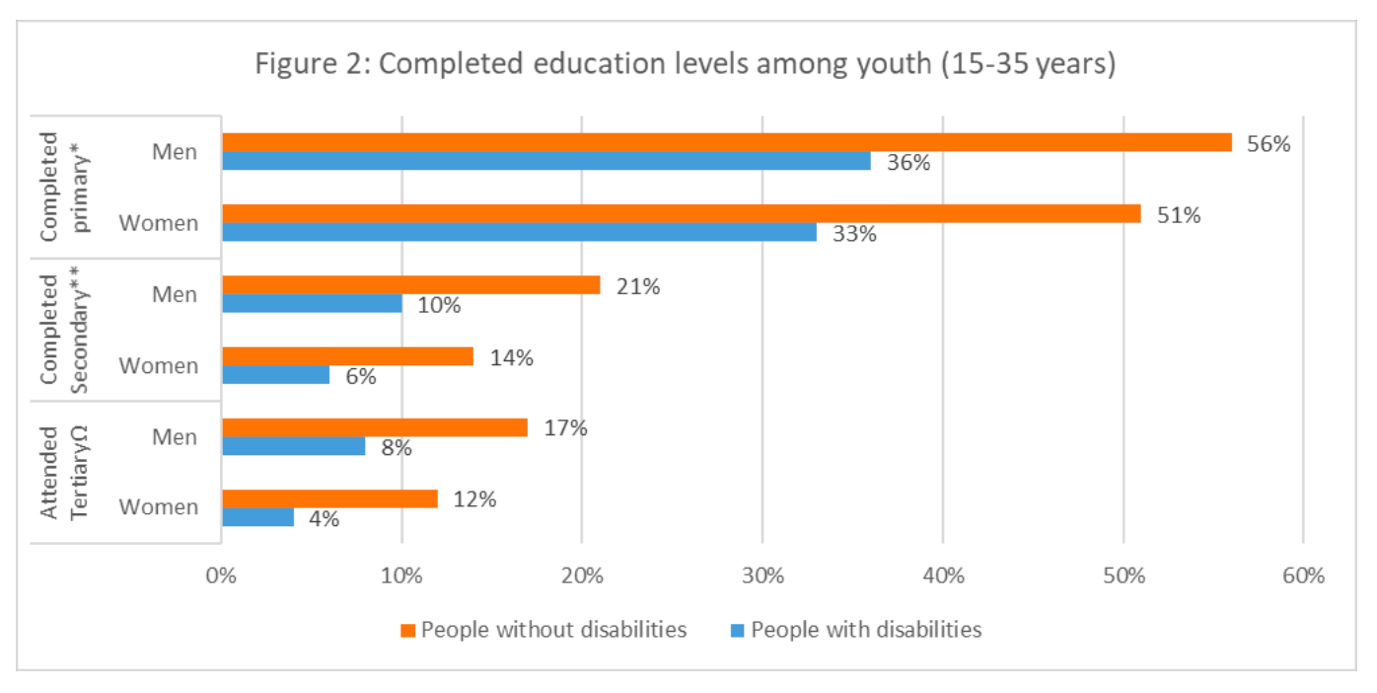 Figure 2: Completed education levels among youth (15-35 years)
Completed
primary*
Men
56%
36%
Women
51%
33%
Completed
Secondary**
Men
21%
10%
Women
14%
6%
Attended
TertiaryΩ
Men
17%
8%
Women
12%
4%
0%
10%
20%
30%
40%
50%
60%
People without disabilities
People with disabilities